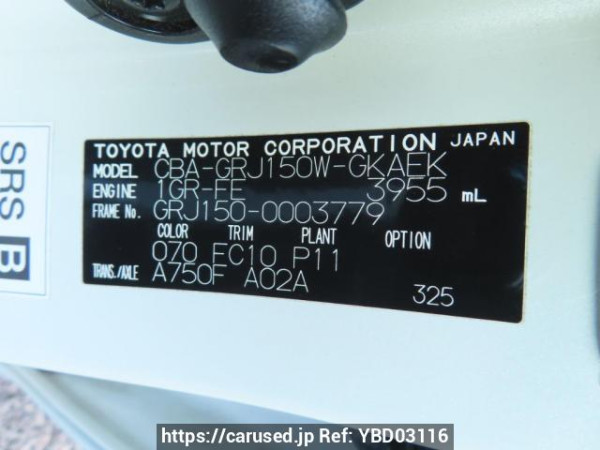 SRS B
TOYOTA MOTOR CORPORATION JAPAN
MODEL CBA-GRJ150W-GKAEK
ENGINE 1GR-FE 3955 mL
FRAME No. GRJ150-0003779
COLOR TRIM PLANT OPTION
070 FC10 P11
TRANS./AXLE A750F A02A
325
https://carused.jp Ref: YBD03116